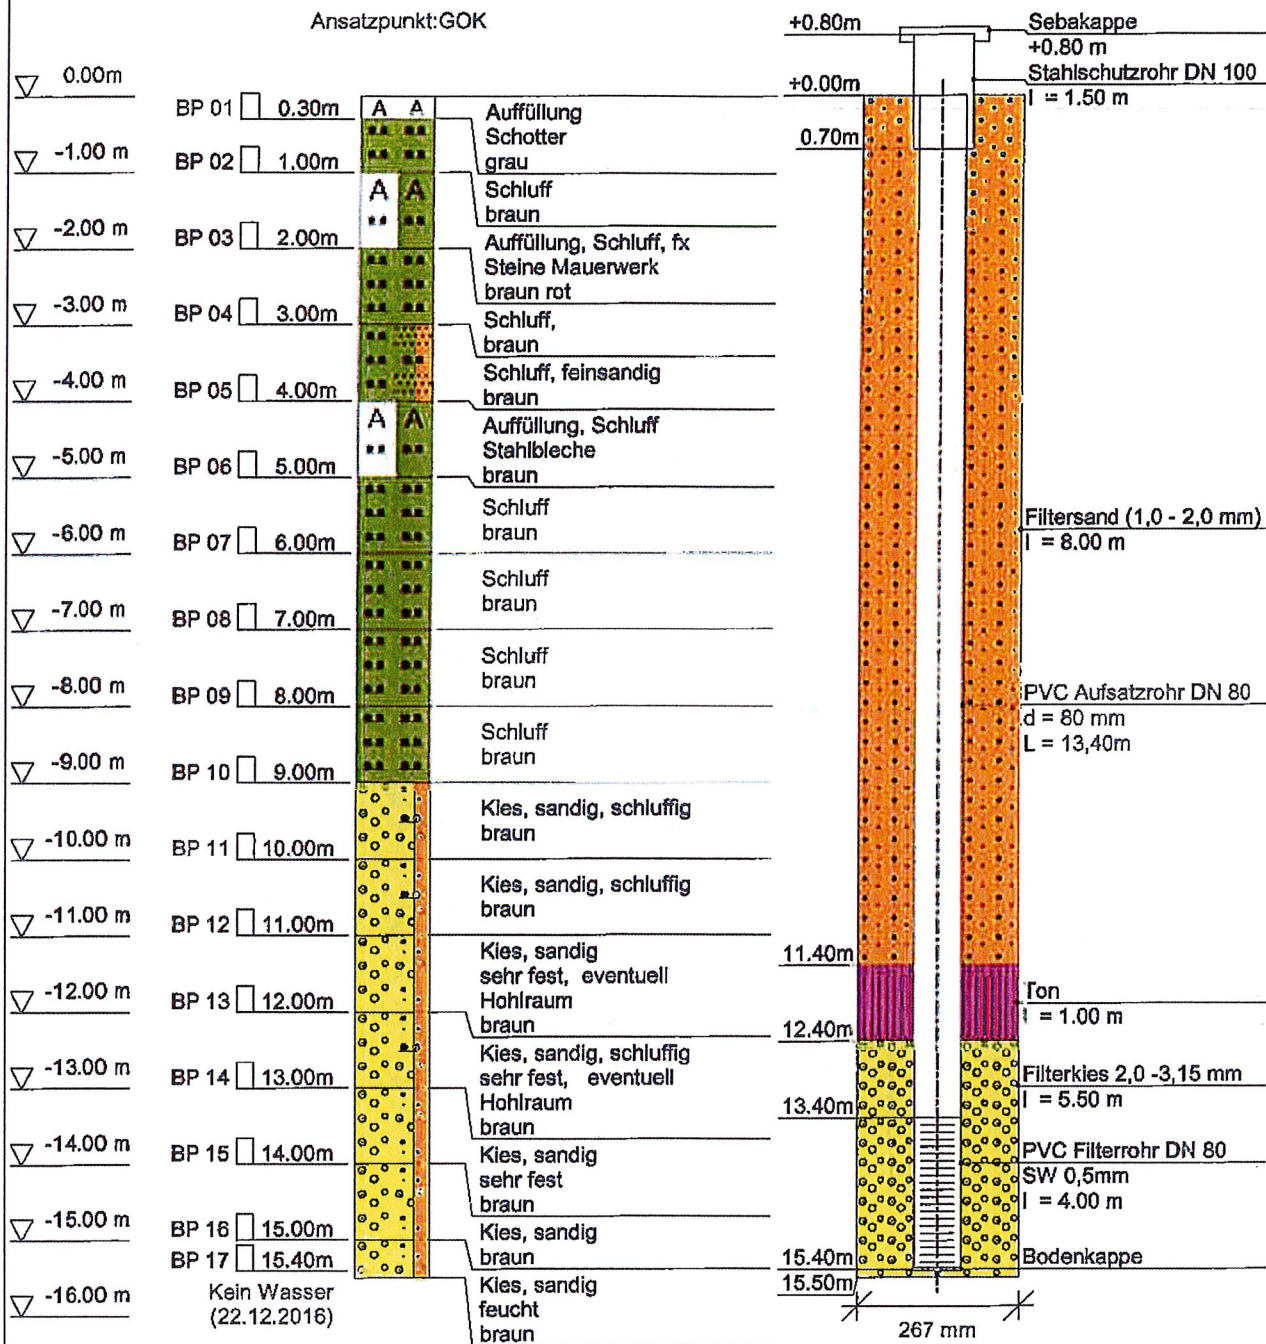 Ansatzpunkt:GOK
0.00m
-1.00 m
-2.00 m
-3.00 m
-4.00 m
-5.00 m
-6.00 m
-7.00 m
-8.00 m
-9.00 m
-10.00 m
-11.00 m
-12.00 m
-13.00 m
-14.00 m
-15.00 m
-16.00 m
BP 01 0.30m
BP 02 1.00m
BP 03 2.00m
BP 04 3.00m
BP 05 4.00m
BP 06 5.00m
BP 07 6.00m
BP 08 7.00m
BP 09 8.00m
BP 10 9.00m
BP 11 10.00m
BP 12 11.00m
BP 13 12.00m
BP 14 13.00m
BP 15 14.00m
BP 16 15.00m
BP 17 15.40m
Kein Wasser
(22.12.2016)
A A
A A
A A
Auffüllung
Schotter
grau
Schluff
braun
Auffüllung, Schluff, fx
Steine Mauerwerk
braun rot
Schluff,
braun
Schluff, feinsandig
braun
Auffüllung, Schluff
Stahlbleche
braun
Schluff
braun
Schluff
braun
Schluff
braun
Schluff
braun
Kies, sandig, schluffig
braun
Kies, sandig, schluffig
braun
Kies, sandig
sehr fest, eventuell
Hohlraum
braun
Kies, sandig, schluffig
sehr fest, eventuell
Hohlraum
braun
Kies, sandig
sehr fest
braun
Kies, sandig
braun
Kies, sandig
feucht
braun
+0.80m
+0.00m
0.70m
11.40m
12.40m
13.40m
15.40m
15.50m
Sebakappe
+0.80 m
Stahlschutzrohr DN 100
l = 1.50 m
Filtersand (1,0 - 2,0 mm)
l = 8.00 m
PVC Aufsatzrohr DN 80
d = 80 mm
L = 13,40m
Ton
l = 1.00 m
Filterkies 2,0 -3,15 mm
l = 5.50 m
PVC Filterrohr DN 80
SW 0,5mm
l = 4.00 m
Bodenkappe
267 mm